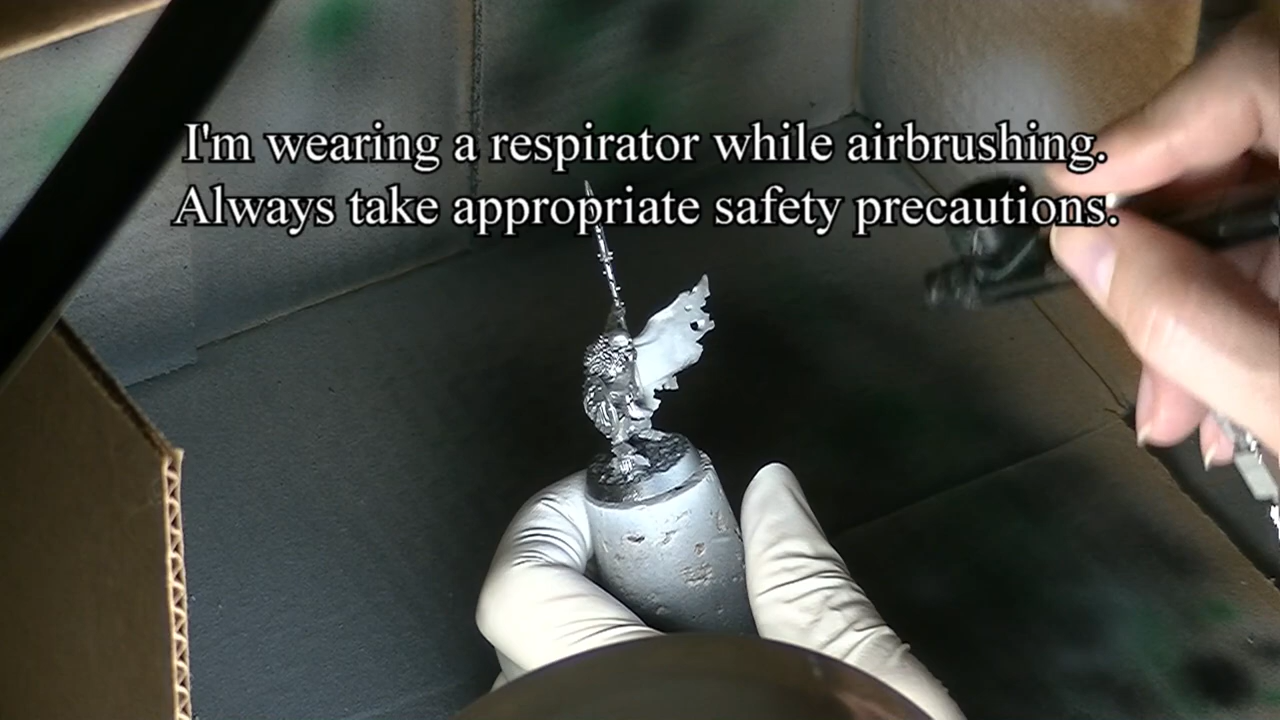 I'm wearing a respirator while airbrushing.
Always take appropriate safety precautions.